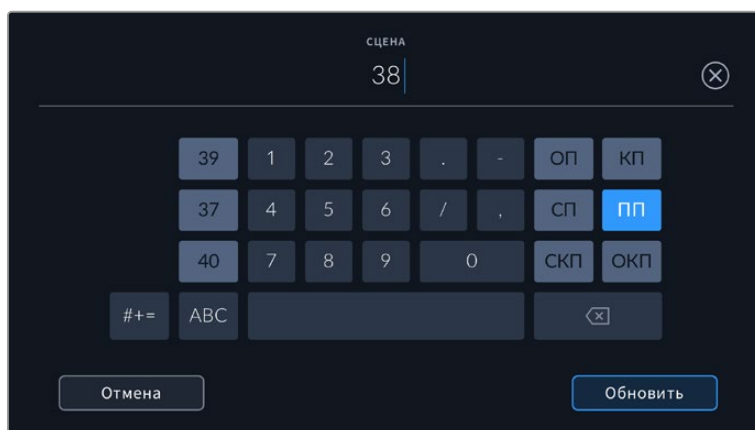 СЦЕНА
38
39 1 2 3 . - ОП КП
37 4 5 6 / , СП ПП
40 7 8 9 0 СКП ОКП
#+= ABC
Отмена Обновить